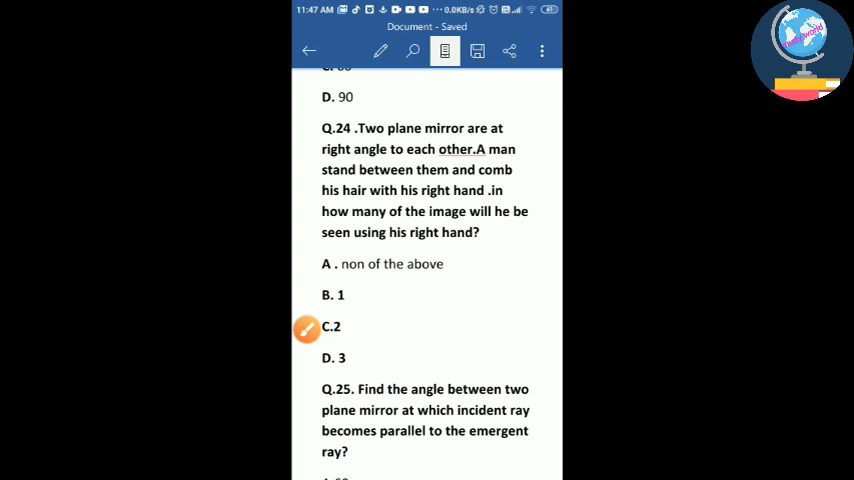 11:47 AM 0.0KB/s
Document - Saved
D. 90
Q.24 .Two plane mirror are at
right angle to each other.A man
stand between them and comb
his hair with his right hand .in
how many of the image will he be
seen using his right hand?
A . non of the above
B. 1
C.2
D. 3
Q.25. Find the angle between two
plane mirror at which incident ray
becomes parallel to the emergent
ray?
Study world